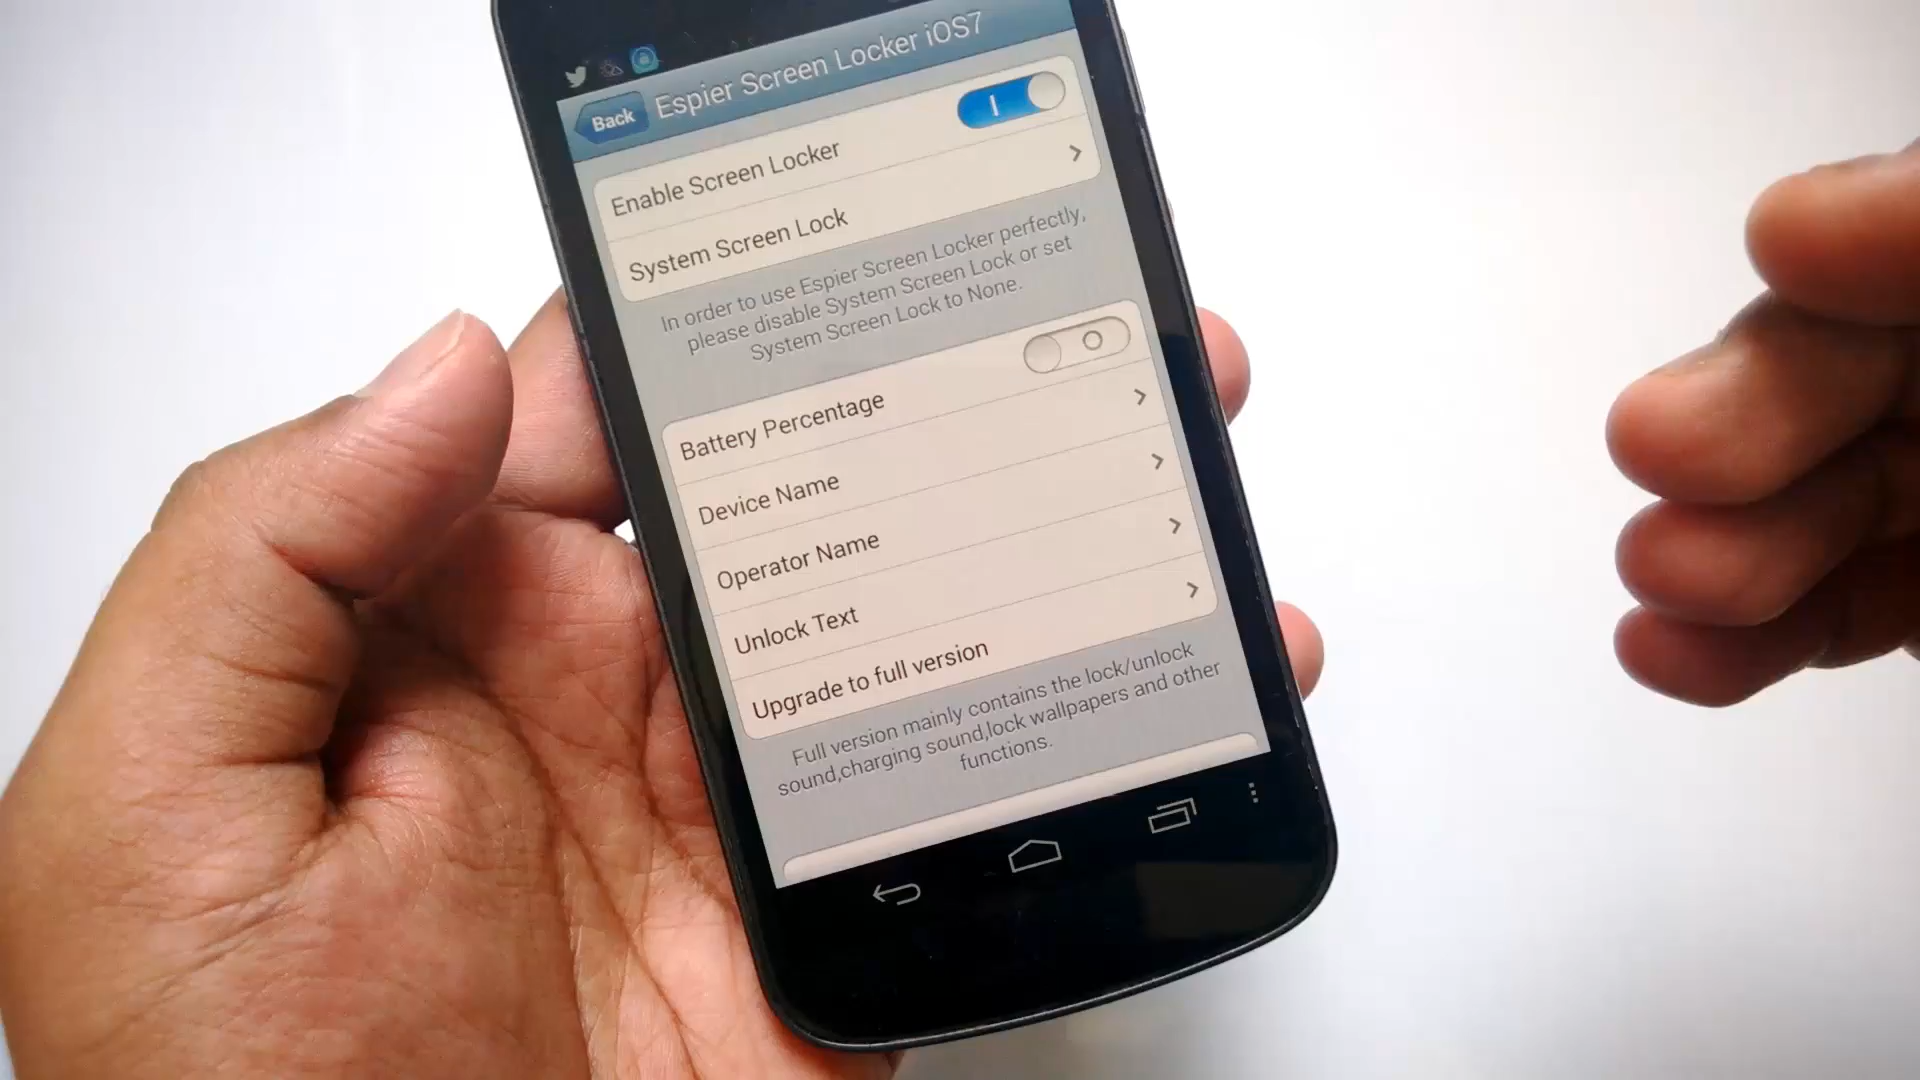 Espier Screen Locker iOS7
Back
Enable Screen Locker
System Screen Lock
In order to use Espier Screen Locker perfectly,
please disable System Screen Lock or set
System Screen Lock to None.
Battery Percentage
Device Name
Operator Name
Unlock Text
Upgrade to full version
Full version mainly contains the lock/unlock
sound,charging sound,lock wallpapers and other
functions.